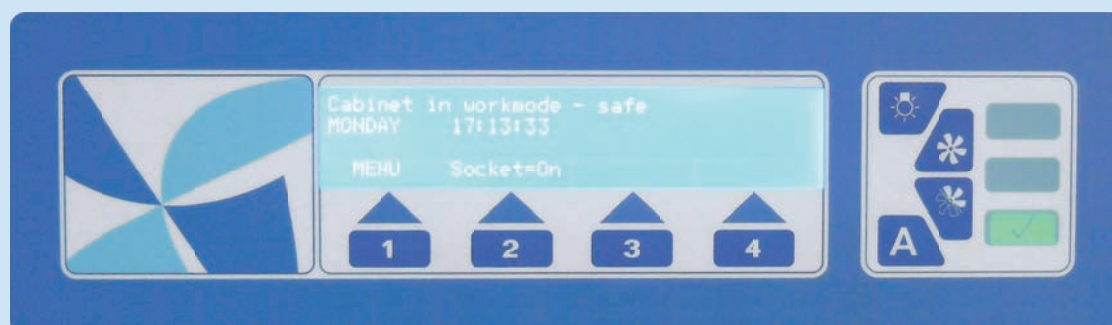 Cabinet in workmode - safe
MONDAY 17:13:33
MENU Socket=On
1 2 3 4
A